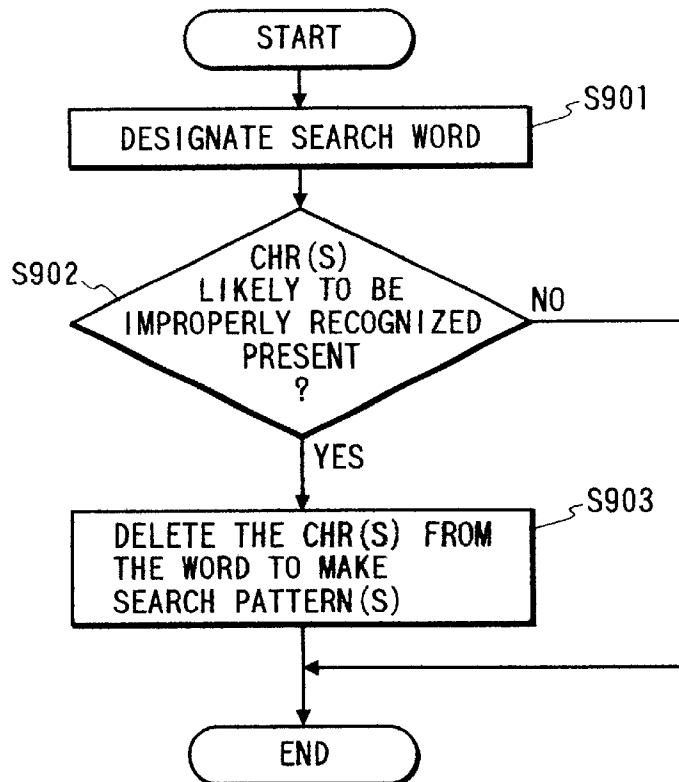 START
S901
DESIGNATE SEARCH WORD
S902
CHR(S)
LIKELY TO BE
IMPROPERLY RECOGNIZED
PRESENT
?
NO
YES
S903
DELETE THE CHR(S) FROM
THE WORD TO MAKE
SEARCH PATTERN(S)
END